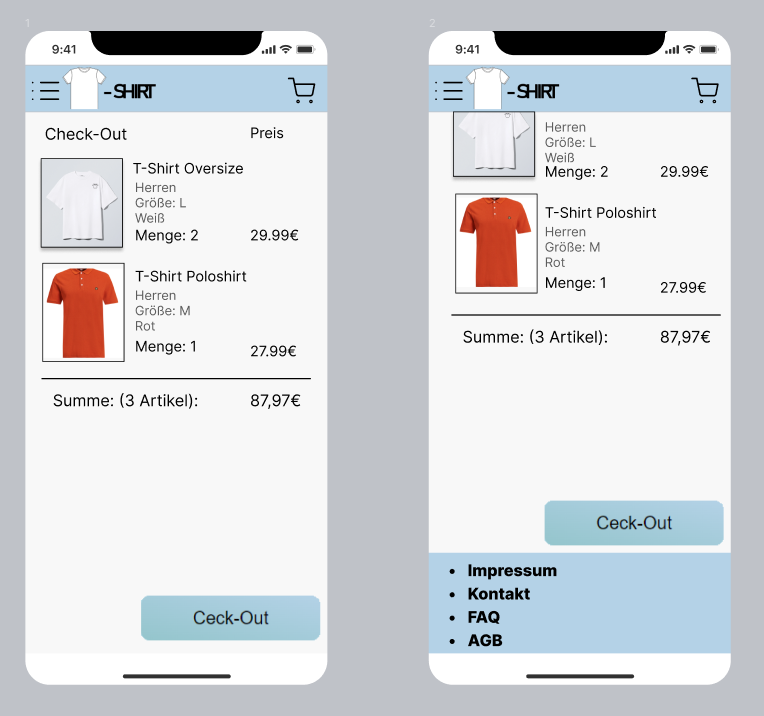 1
9:41
-SHIRT
Check-Out
Preis
T-Shirt Oversize
Herren
Größe: L
Weiß
Menge: 2
29.99€
T-Shirt Poloshirt
Herren
Größe: M
Rot
Menge: 1
27.99€
Summe: (3 Artikel):
87,97€
Ceck-Out
2
9:41
-SHIRT
Herren
Größe: L
Weiß
Menge: 2
29.99€
T-Shirt Poloshirt
Herren
Größe: M
Rot
Menge: 1
27.99€
Summe: (3 Artikel):
87,97€
Ceck-Out
• Impressum
• Kontakt
• FAQ
• AGB